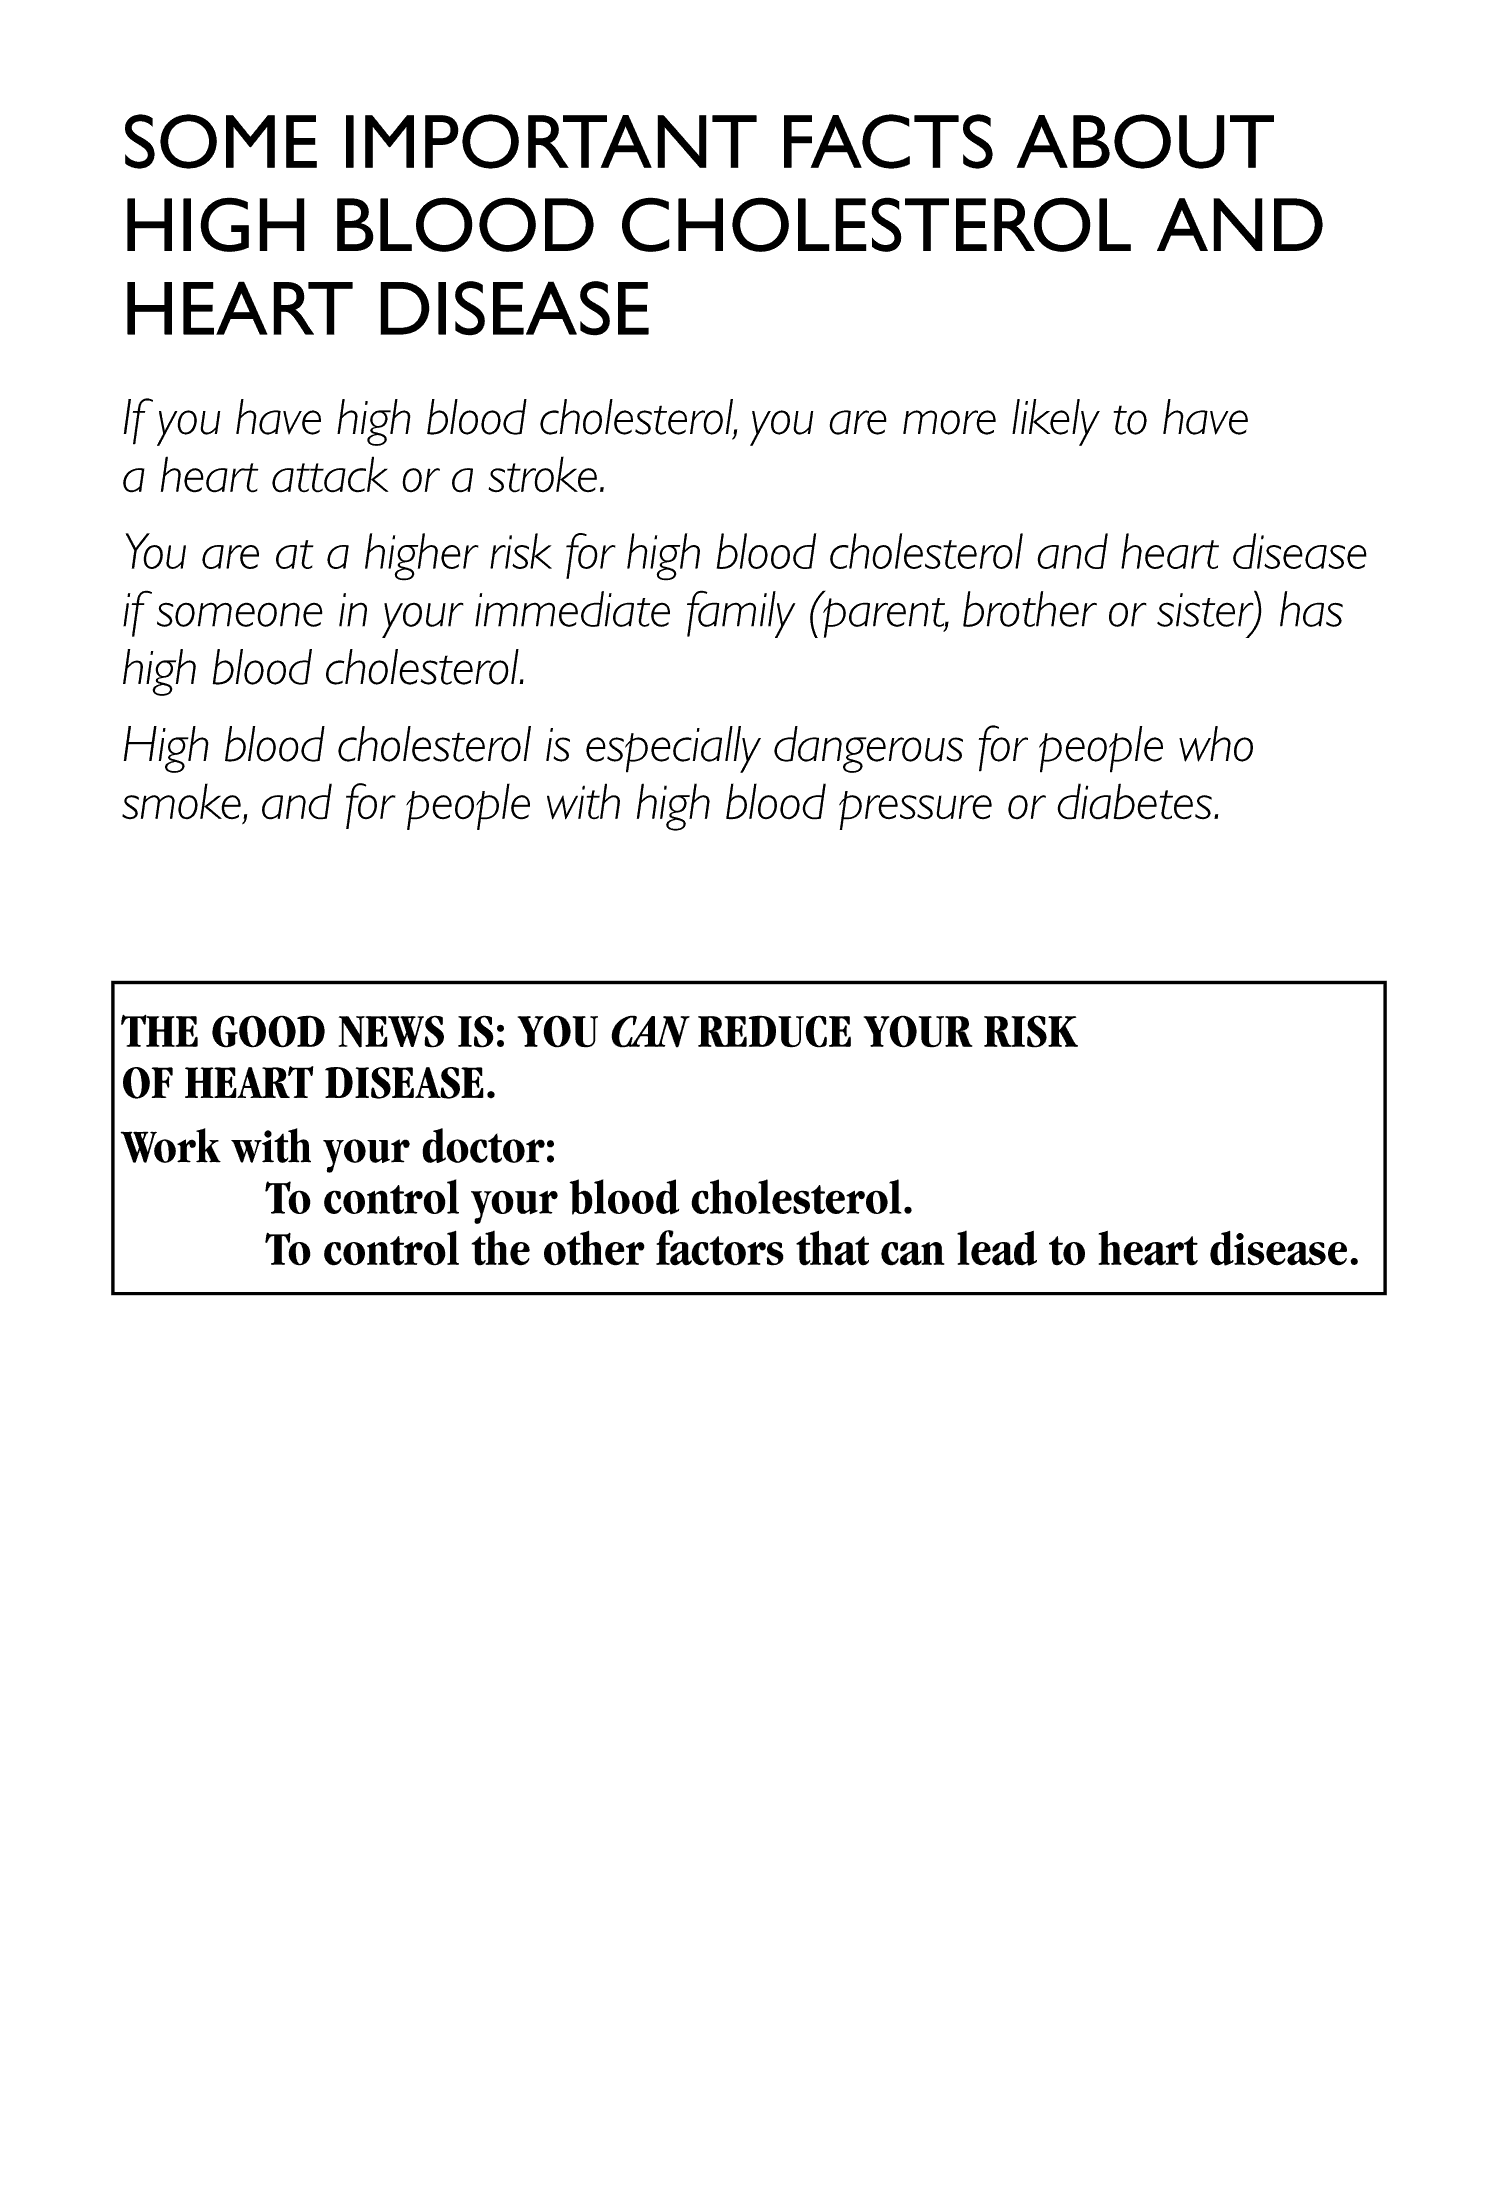 SOME IMPORTANT FACTS ABOUT
HIGH BLOOD CHOLESTEROL AND
HEART DISEASE
If you have high blood cholesterol, you are more likely to have
a heart attack or a stroke.
You are at a higher risk for high blood cholesterol and heart disease
if someone in your immediate family (parent, brother or sister) has
high blood cholesterol.
High blood cholesterol is especially dangerous for people who
smoke, and for people with high blood pressure or diabetes.
THE GOOD NEWS IS: YOU CAN REDUCE YOUR RISK
OF HEART DISEASE.
Work with your doctor:
To control your blood cholesterol.
To control the other factors that can lead to heart disease.